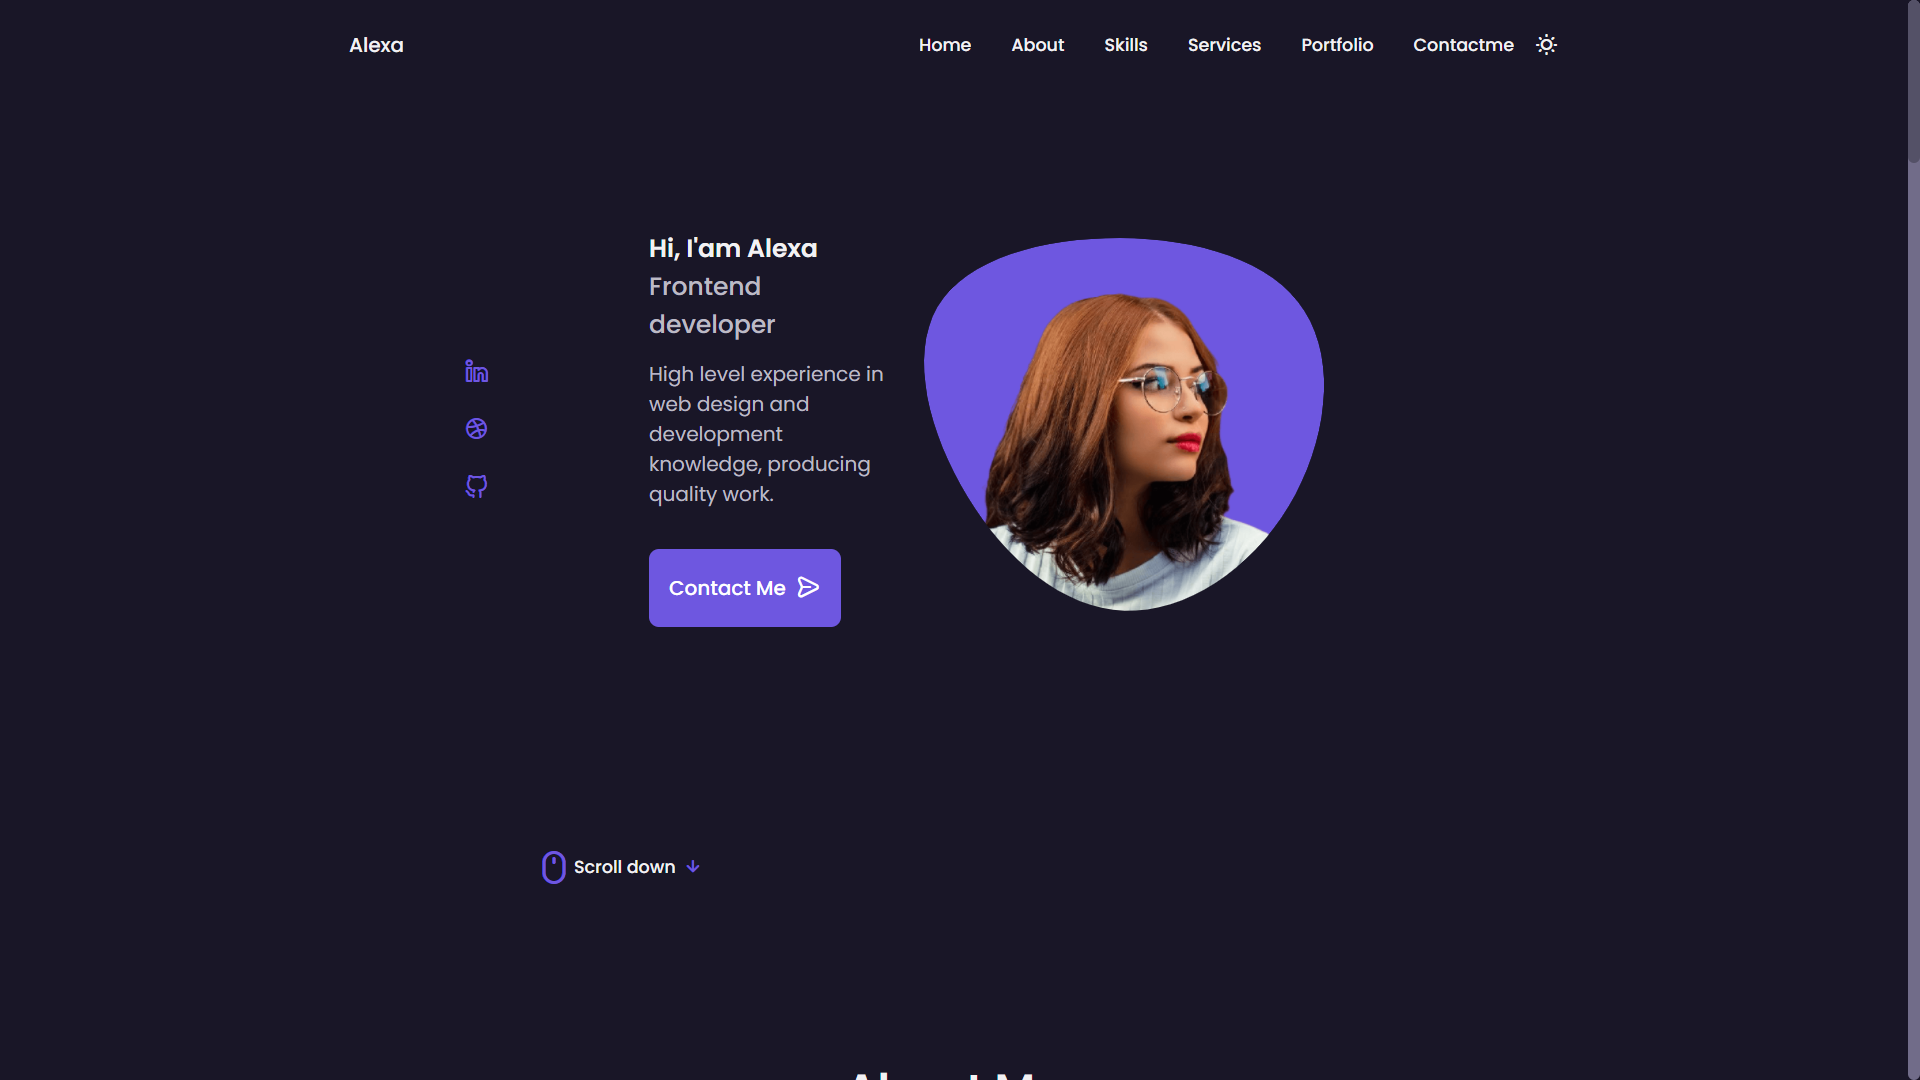 Alexa
Home About Skills Services Portfolio Contactme
Hi, I'am Alexa
Frontend
developer
High level experience in
web design and
development
knowledge, producing
quality work.
Contact Me
Scroll down